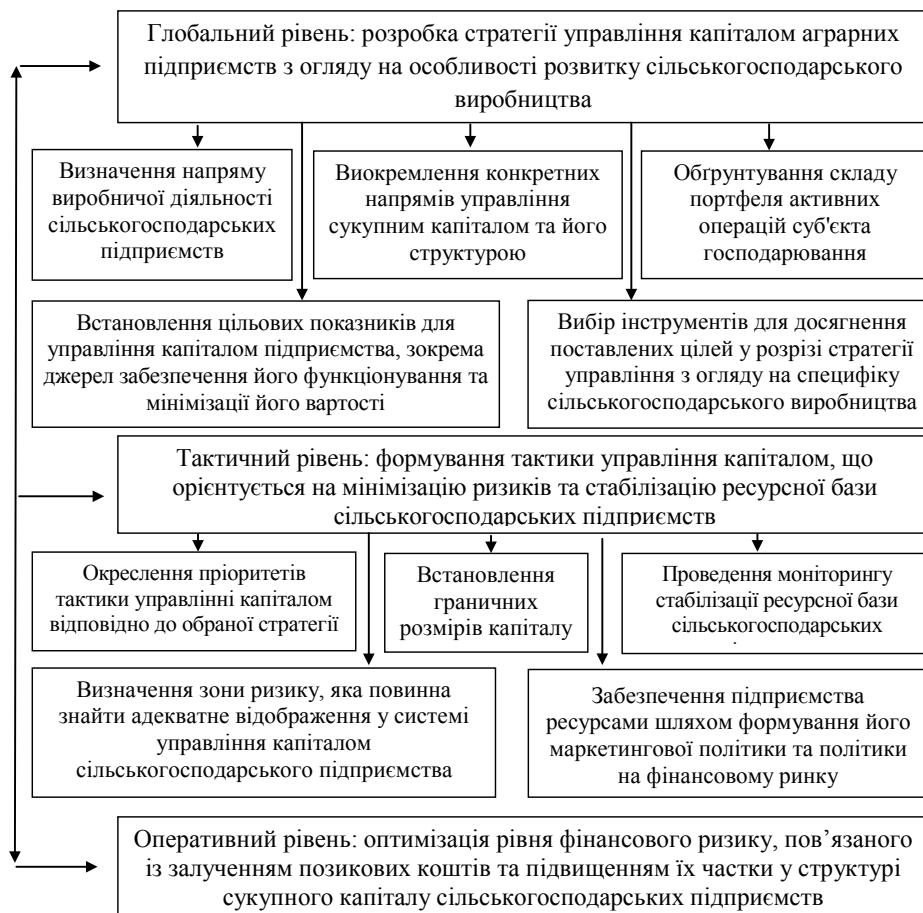 Глобальний рівень: розробка стратегії управління капіталом аграрних
підприємств з огляду на особливості розвитку сільськогосподарського
виробництва
Визначення напряму
виробничої діяльності
сільськогосподарських
підприємств
Виокремлення конкретних
напрямів управління
сукупним капіталом та його
структурою
Обґрунтування складу
портфеля активних
операцій суб'єкта
господарювання
Встановлення цільових показників для
управління капіталом підприємства, зокрема
джерел забезпечення його функціонування та
мінімізації його вартості
Вибір інструментів для досягнення
поставлених цілей у розрізі стратегії
управління з огляду на специфіку
сільськогосподарського виробництва
Тактичний рівень: формування тактики управління капіталом, що
орієнтується на мінімізацію ризиків та стабілізацію ресурсної бази
сільськогосподарських підприємств
Окреслення пріоритетів
тактики управлінні капіталом
відповідно до обраної стратегії
Встановлення
граничних
розмірів капіталу
Проведення моніторингу
стабілізації ресурсної бази
сільськогосподарських
Визначення зони ризику, яка повинна
знайти адекватне відображення у системі
управління капіталом
сільськогосподарського підприємства
Забезпечення підприємства
ресурсами шляхом формування його
маркетингової політики та політики
на фінансовому ринку
Оперативний рівень: оптимізація рівня фінансового ризику, пов’язаного
із залученням позикових коштів та підвищенням їх частки у структурі
сукупного капіталу сільськогосподарських підприємств